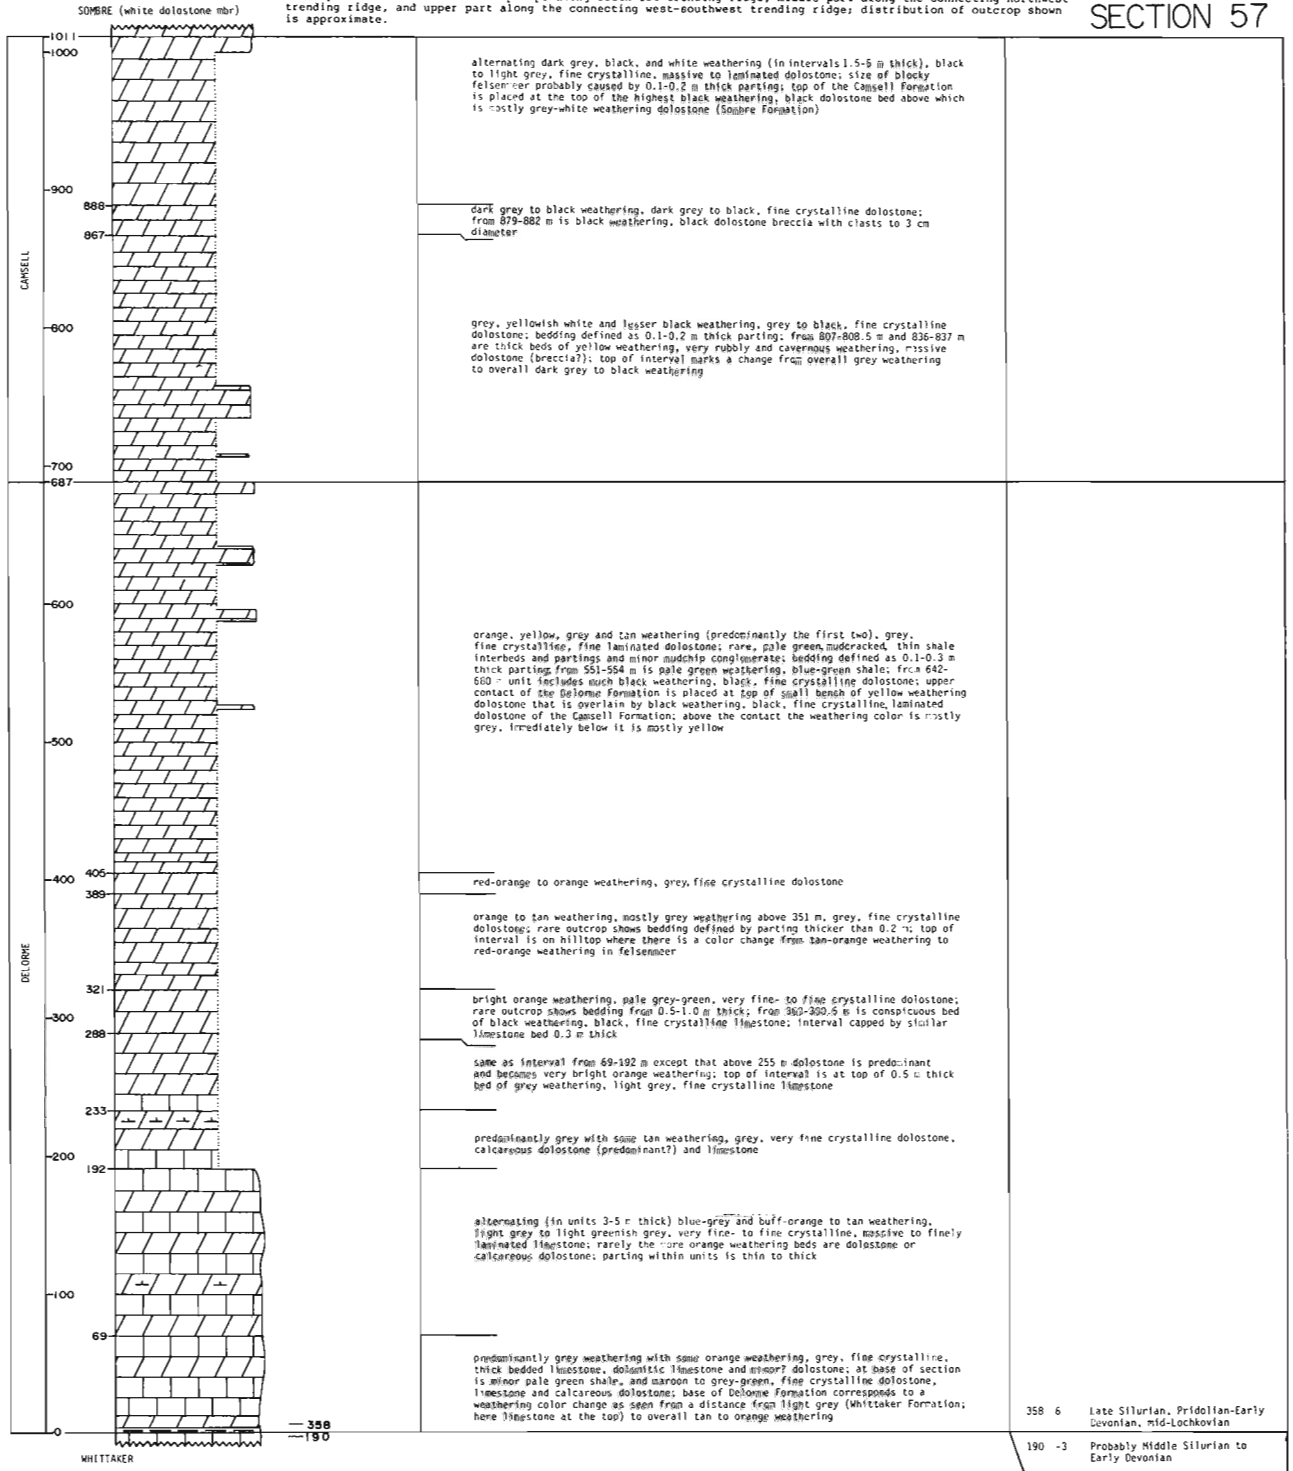 SOMBRE (white dolostone mbr)
trending ridge, and upper part along the connecting west-southwest trending ridge; distribution of outcrop shown
is approximate.
SECTION 57
1011
1000
alternating dark grey, black, and white weathering (in intervals 1.5-6 m thick), black
to light grey, fine crystalline, massive to laminated dolostone; size of blocky
felsenmeer probably caused by 0.1-0.2 m thick parting; top of the Camsell Formation
is placed at the top of the highest black weathering, black dolostone bed above which
is mostly grey-white weathering dolostone (Sombre Formation)
900
888
867
dark grey to black weathering, dark grey to black, fine crystalline dolostone;
from 879-882 m is black weathering, black dolostone breccia with clasts to 3 cm
diameter
CAMSELL
800
grey, yellowish white and lesser black weathering, grey to black, fine crystalline
dolostone; bedding defined as 0.1-0.2 m thick parting; from 807-808.5 m and 836-837 m
are thick beds of yellow weathering, very rubbly and cavernous weathering, massive
dolostone (breccia?); top of interval marks a change from overall grey weathering
to overall dark grey to black weathering
700
687
600
orange, yellow, grey and tan weathering (predominantly the first two), grey,
fine crystalline, fine laminated dolostone; rare, pale green, mudcracked, thin shale
interbeds and partings and minor mudchip conglomerate; bedding defined as 0.1-0.3 m
thick parting; from 551-554 m is pale green weathering, blue-green shale; from 642-
680 m unit includes much black weathering, black, fine crystalline dolostone; upper
contact of the Delorme Formation is placed at top of small bench of yellow weathering
dolostone that is overlain by black weathering, black, fine crystalline, laminated
dolostone of the Camsell Formation; above the contact the weathering color is mostly
grey, immediately below it is mostly yellow
500
405
400
389
red-orange to orange weathering, grey, fine crystalline dolostone
orange to tan weathering, mostly grey weathering above 351 m, grey, fine crystalline
dolostone; rare outcrop shows bedding defined by parting thicker than 0.2 m; top of
interval is on hilltop where there is a color change from tan-orange weathering to
red-orange weathering in felsenmeer
DELORME
321
300
288
bright orange weathering, pale grey-green, very fine- to fine crystalline dolostone;
rare outcrop shows bedding from 0.5-1.0 m thick; from m is conspicuous bed
of black weathering, black, fine crystalline limestone; interval capped by similar
limestone bed 0.3 m thick
same as interval from 69-192 m except that above 255 m dolostone is predominant
and becomes very bright orange weathering; top of interval is at top of 0.5 m thick
bed of grey weathering, light grey, fine crystalline limestone
233
200
192
predominantly grey with some tan weathering, grey, very fine crystalline dolostone,
calcareous dolostone (predominant?) and limestone
alternating (in units 3-5 m thick) blue-grey and buff-orange to tan weathering,
light grey to light greenish grey, very fine- to fine crystalline, massive to finely
laminated limestone; rarely the more orange weathering beds are dolostone or
calcareous dolostone; parting within units is thin to thick
100
69
predominantly grey weathering with some orange weathering, grey, fine crystalline,
thick bedded limestone, dolomitic limestone and minor? dolostone; at base of section
is minor pale green shale, and maroon to grey-green, fine crystalline dolostone,
limestone and calcareous dolostone; base of Delorme Formation corresponds to a
weathering color change as seen from a distance from light grey (Whittaker Formation;
here limestone at the top) to overall tan to orange weathering
358
190
0
358 6 Late Silurian, Pridolian-Early
Devonian, mid-Lochkovian
190 -3 Probably Middle Silurian to
Early Devonian
WHITTAKER